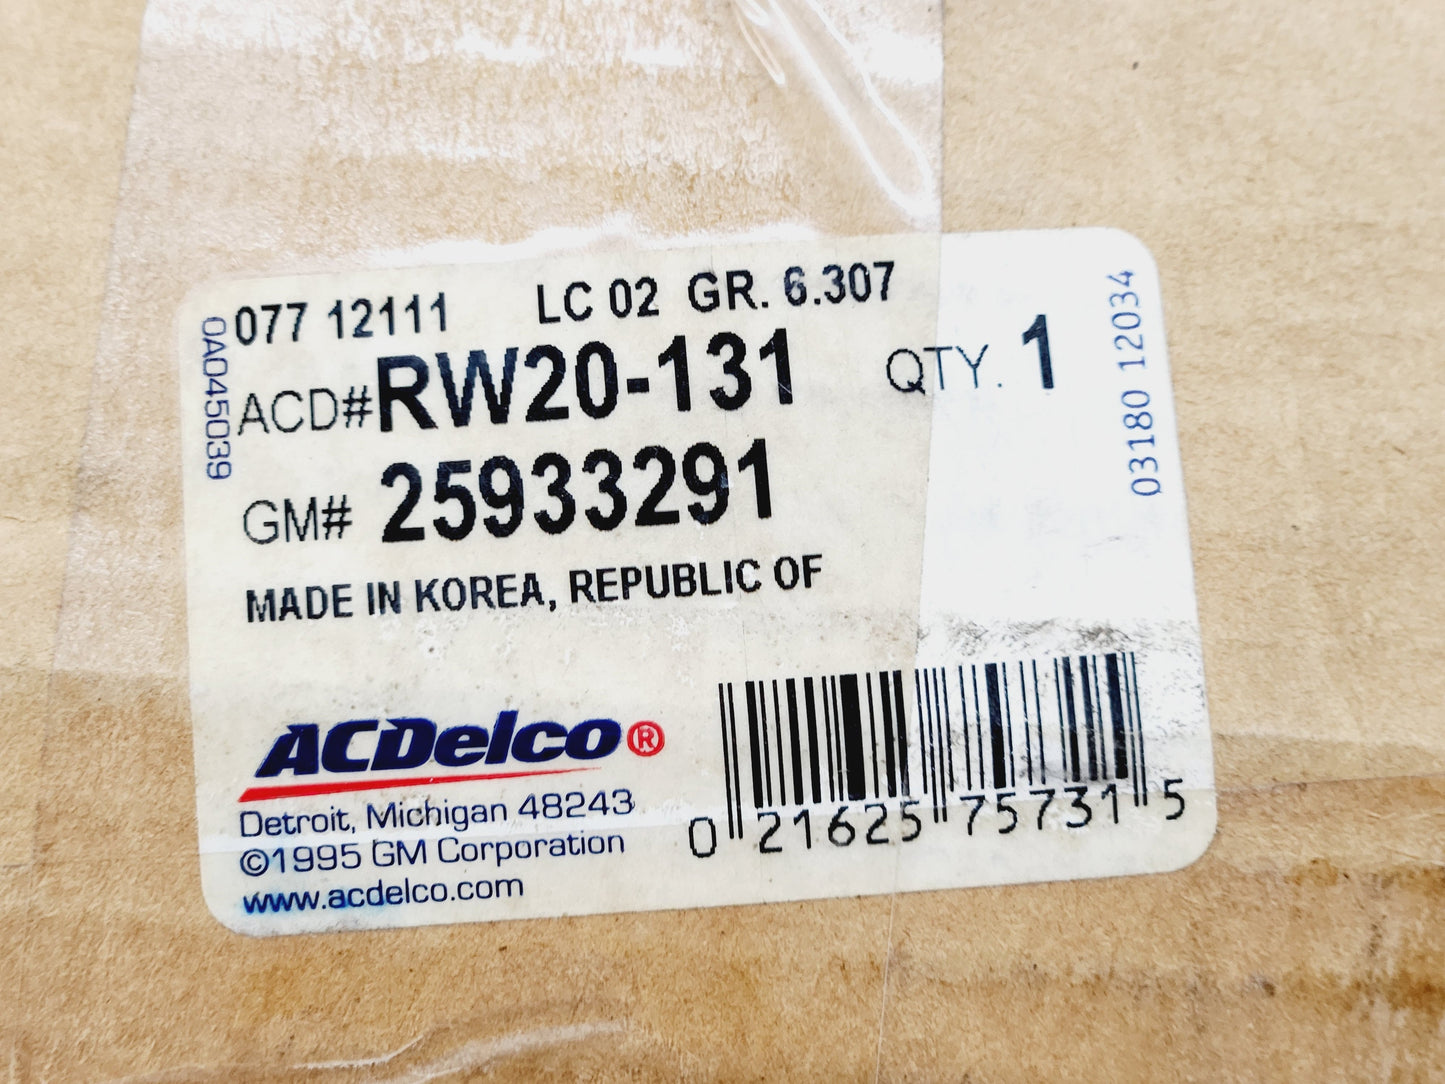 077 12111 LC 02 GR. 6.307
ACD# RW20-131 QTY. 1
GM# 25933291
MADE IN KOREA, REPUBLIC OF
0A045039
03180 12034
ACDelco®
Detroit, Michigan 48243
©1995 GM Corporation
www.acdelco.com
0 21625 75731 5